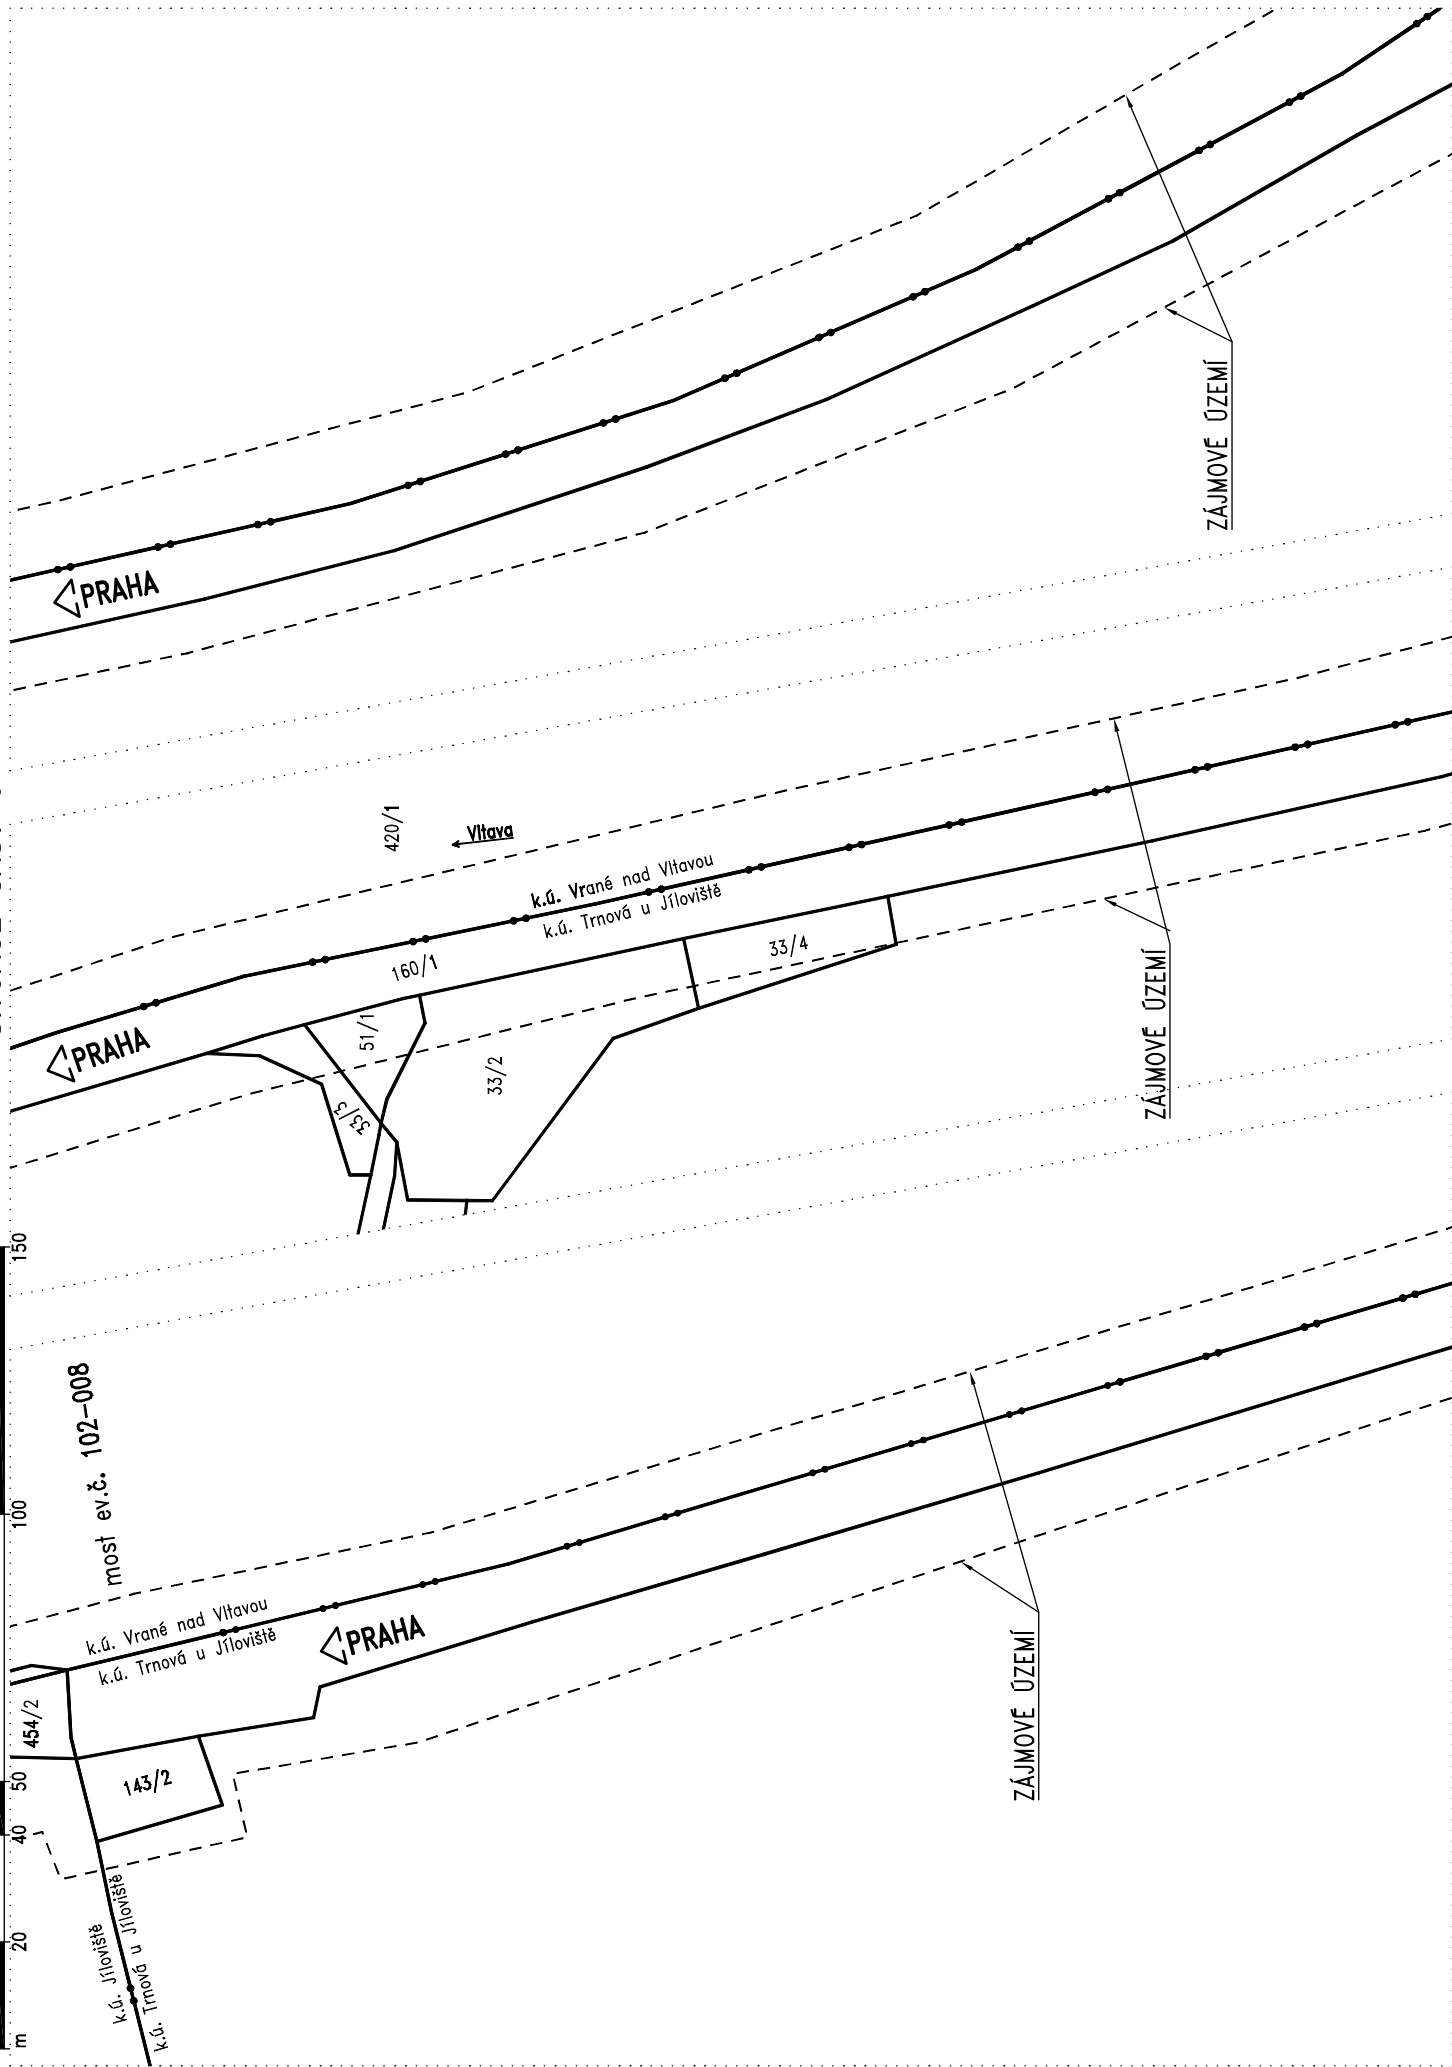 PRAHA
ZÁJMOVÉ ÚZEMÍ
420/1
Vltava
k.ú. Vrané nad Vltavou
k.ú. Trnová u Jíloviště
160/1
33/4
PRAHA
51/1
33/2
33/3
ZÁJMOVÉ ÚZEMÍ
most ev.č. 102-008
k.ú. Vrané nad Vltavou
k.ú. Trnová u Jíloviště
PRAHA
454/2
143/2
ZÁJMOVÉ ÚZEMÍ
k.ú. Jíloviště
k.ú. Trnová u Jíloviště
m 20 40 50 100 150